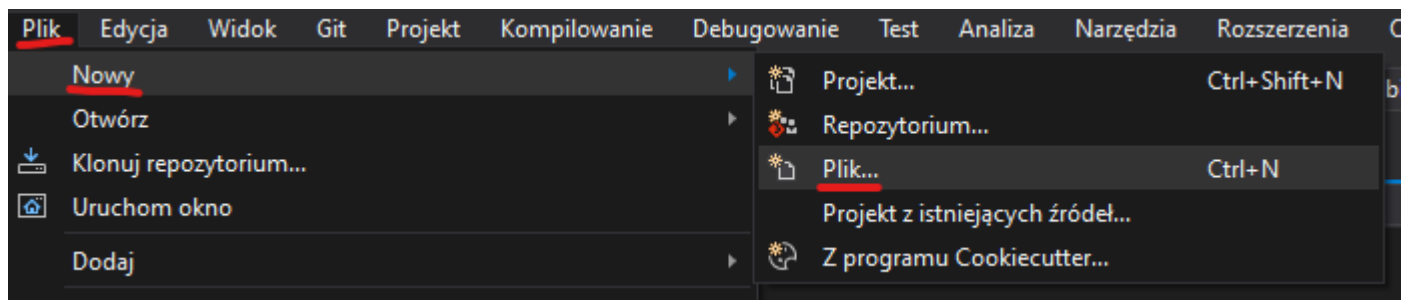 Plik Edycja Widok Git Projekt Kompilowanie Debugowanie Test Analiza Narzędzia Rozszerzenia
Nowy
Otwórz
Klonuj repozytorium...
Uruchom okno
Dodaj
Projekt... Ctrl+Shift+N
Repozytorium...
Plik... Ctrl+N
Projekt z istniejących źródeł...
Z programu Cookiecutter...